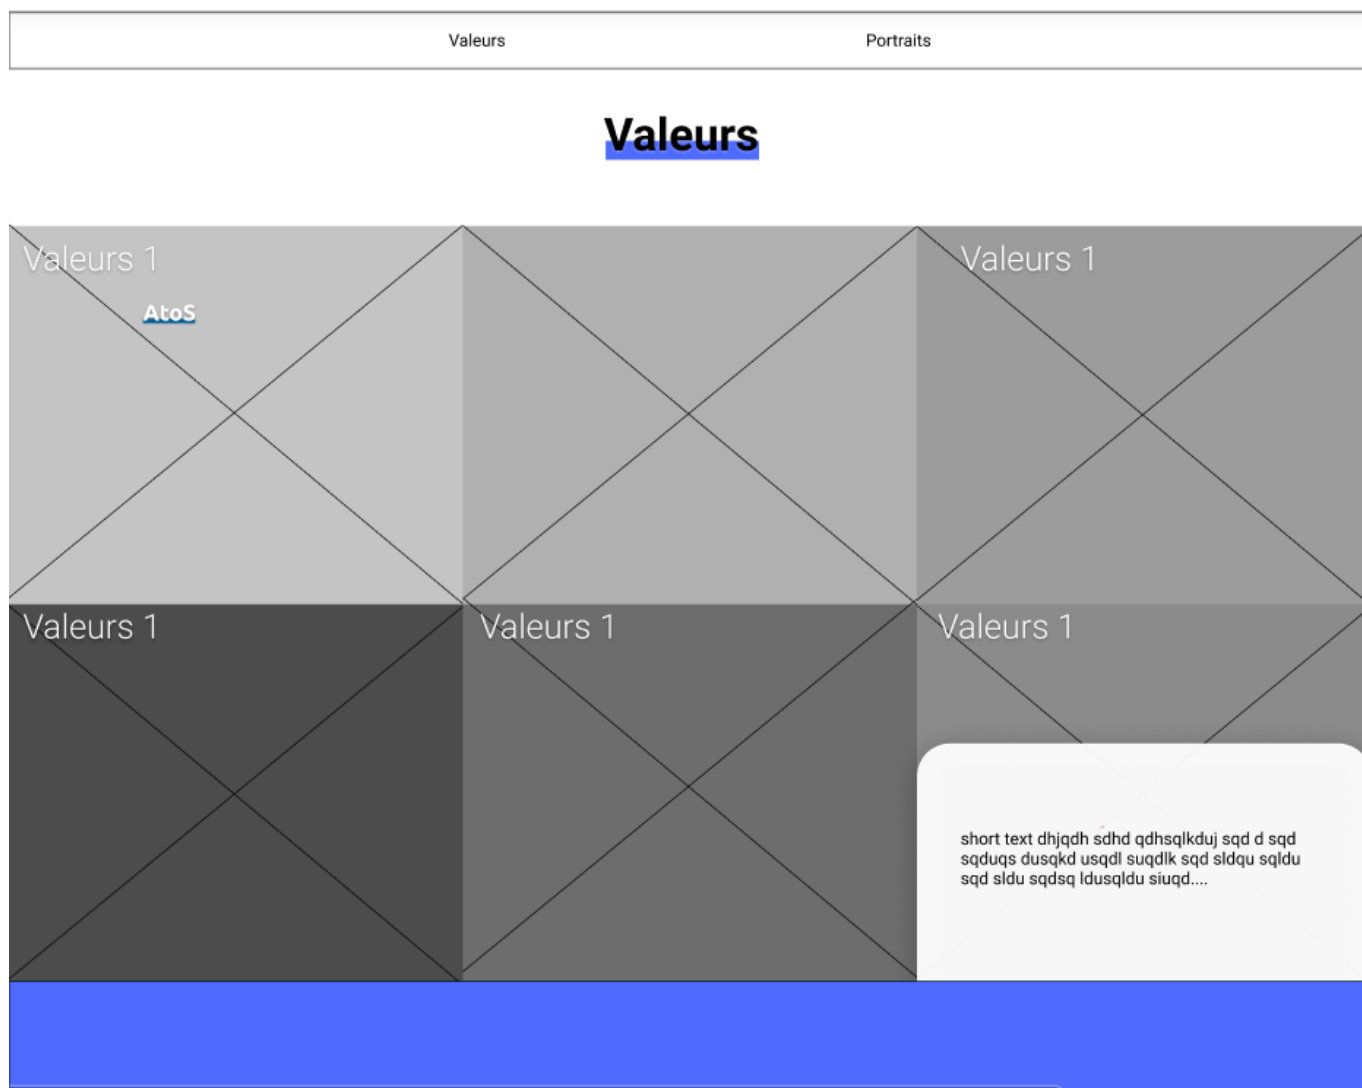 Valeurs
Portraits
Valeurs
Valeurs 1
Valeurs 1
AtoS
Valeurs 1
Valeurs 1
Valeurs 1
short text dhjqdh sdhd qdhsqlkduj sqd d sqd
sqduqs dusqkd usqdl suqdlk sqd sldqu sqldu
sqd sldu sqdsq ldusqldu siuqd....